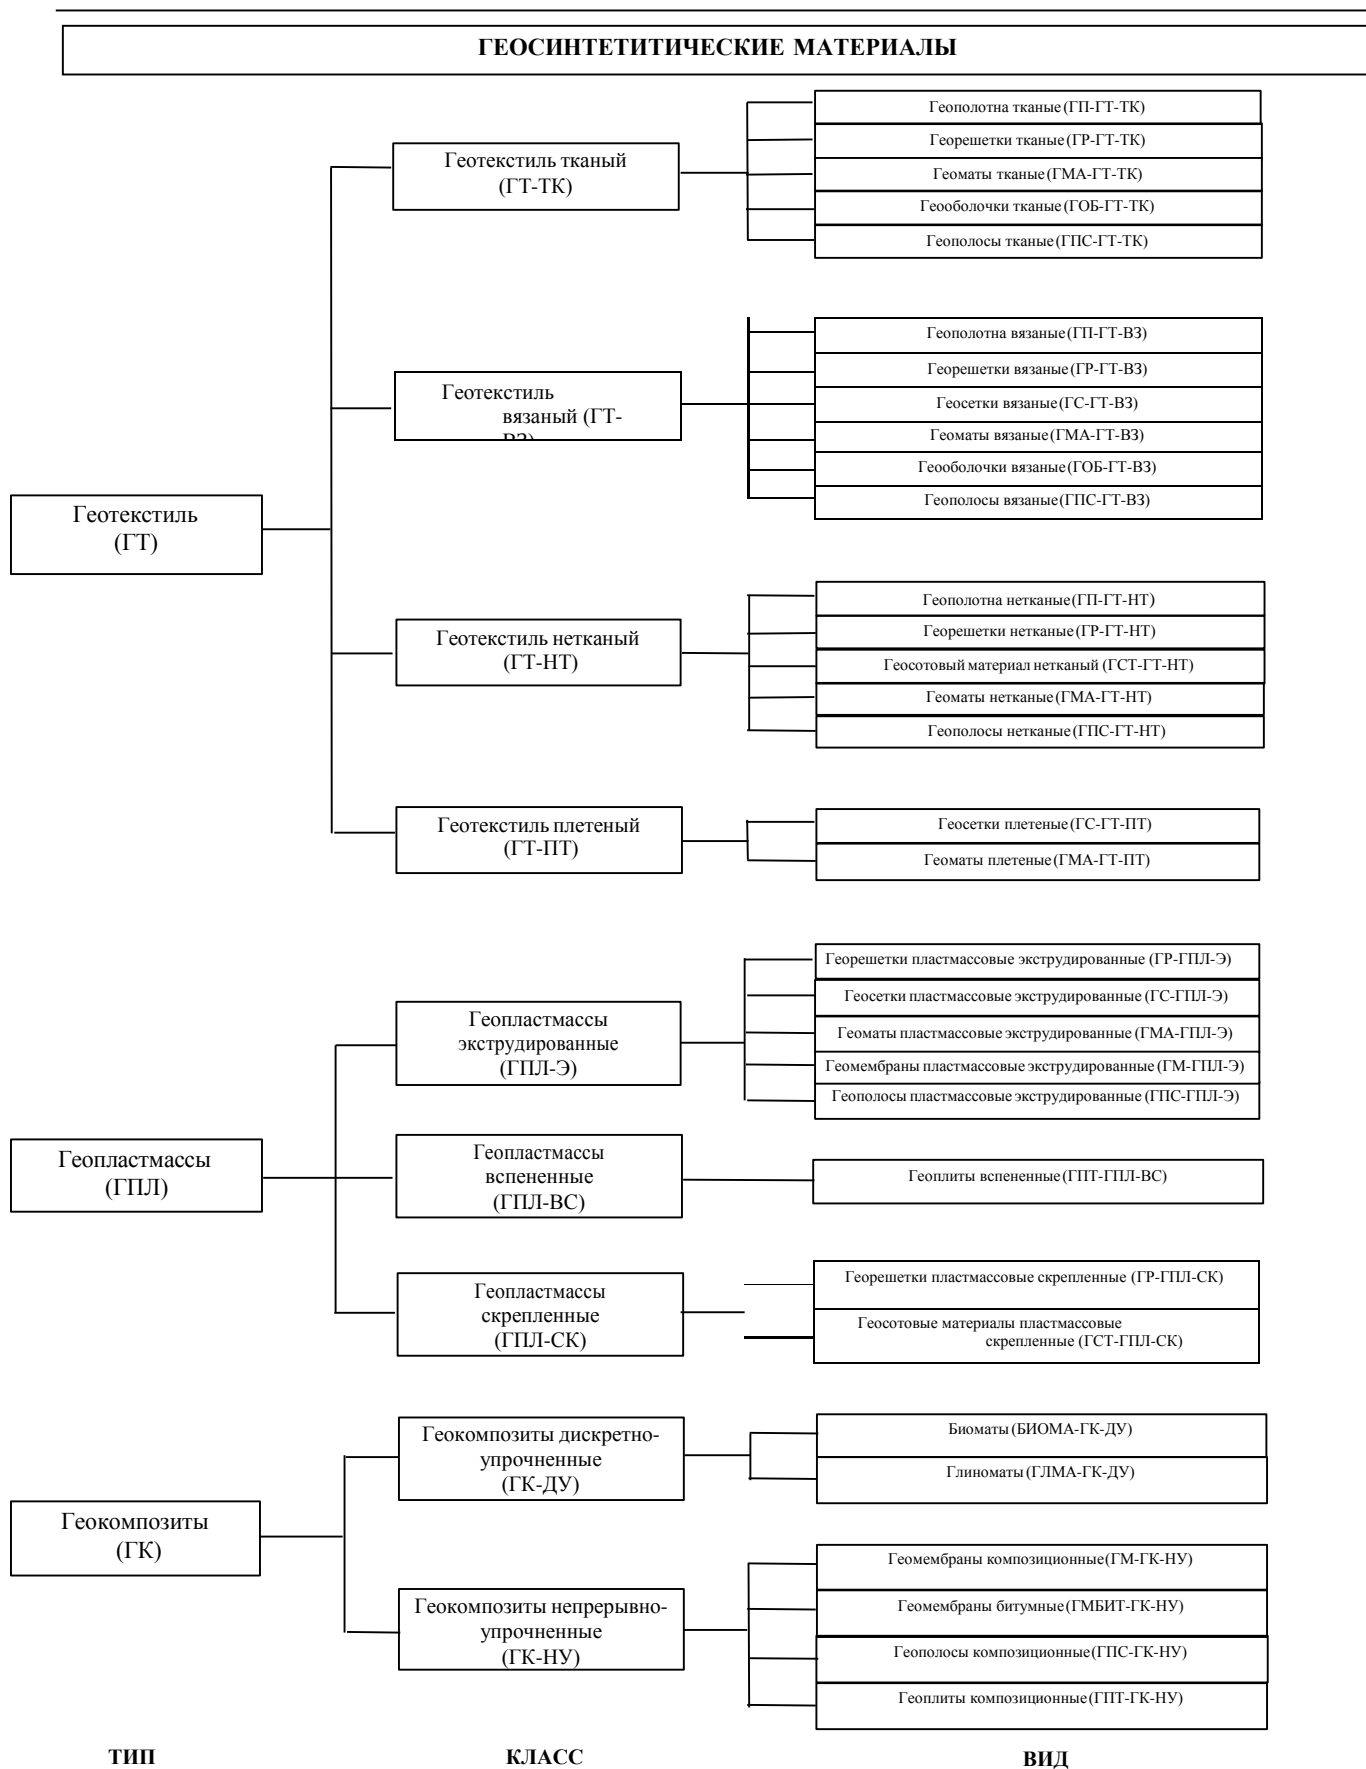 ГЕОСИНТЕТИТИЧЕСКИЕ МАТЕРИАЛЫ
Геотекстиль
(ГТ)
Геотекстиль тканый
(ГТ-ТК)
Геополотна тканые (ГП-ГТ-ТК)
Георешетки тканые (ГР-ГТ-ТК)
Геоматы тканые (ГМА-ГТ-ТК)
Геооболочки тканые (ГОБ-ГТ-ТК)
Геополосы тканые (ГПС-ГТ-ТК)
Геотекстиль
вязаный (ГТ-
ВЗ)
Геополотна вязаные (ГП-ГТ-ВЗ)
Георешетки вязаные (ГР-ГТ-ВЗ)
Геосетки вязаные (ГС-ГТ-ВЗ)
Геоматы вязаные (ГМА-ГТ-ВЗ)
Геооболочки вязаные (ГОБ-ГТ-ВЗ)
Геополосы вязаные (ГПС-ГТ-ВЗ)
Геотекстиль нетканый
(ГТ-НТ)
Геополотна нетканые (ГП-ГТ-НТ)
Георешетки нетканые (ГР-ГТ-НТ)
Геосотовый материал нетканый (ГСТ-ГТ-НТ)
Геоматы нетканые (ГМА-ГТ-НТ)
Геополосы нетканые (ГПС-ГТ-НТ)
Геотекстиль плетеный
(ГТ-ПТ)
Геосетки плетеные (ГС-ГТ-ПТ)
Геоматы плетеные (ГМА-ГТ-ПТ)
Геопластмассы
(ГПЛ)
Геопластмассы
экструдированные
(ГПЛ-Э)
Георешетки пластмассовые экструдированные (ГР-ГПЛ-Э)
Геосетки пластмассовые экструдированные (ГС-ГПЛ-Э)
Геоматы пластмассовые экструдированные (ГМА-ГПЛ-Э)
Геомембраны пластмассовые экструдированные (ГМ-ГПЛ-Э)
Геополосы пластмассовые экструдированные (ГПС-ГПЛ-Э)
Геопластмассы
вспененные
(ГПЛ-ВС)
Геоплиты вспененные (ГПТ-ГПЛ-ВС)
Геопластмассы
скрепленные
(ГПЛ-СК)
Георешетки пластмассовые скрепленные (ГР-ГПЛ-СК)
Геосотовые материалы пластмассовые
скрепленные (ГСТ-ГПЛ-СК)
Геокомпозиты
(ГК)
Геокомпозиты дискретно-
упрочненные
(ГК-ДУ)
Биоматы (БИОМА-ГК-ДУ)
Глиноматы (ГЛМА-ГК-ДУ)
Геокомпозиты непрерывно-
упрочненные
(ГК-НУ)
Геомембраны композиционные (ГМ-ГК-НУ)
Геомембраны битумные (ГМБИТ-ГК-НУ)
Геополосы композиционные (ГПС-ГК-НУ)
Геоплиты композиционные (ГПТ-ГК-НУ)
ТИП
КЛАСС
ВИД